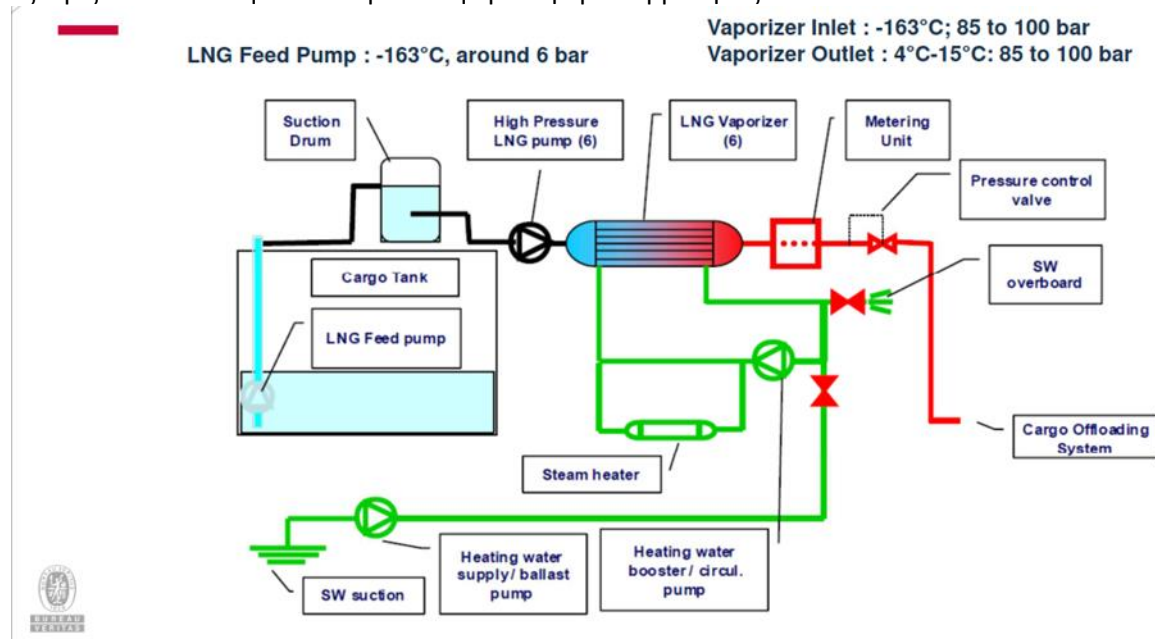 Vaporizer Inlet : -163°C; 85 to 100 bar
LNG Feed Pump : -163°C, around 6 bar
Vaporizer Outlet : 4°C-15°C: 85 to 100 bar
Suction
Drum
High Pressure
LNG pump (6)
LNG Vaporizer
(6)
Metering
Unit
Pressure control
valve
SW
overboard
Cargo Tank
LNG Feed pump
Steam heater
Cargo Offloading
System
Heating water
supply/ ballast
pump
Heating water
booster/ circul.
pump
SW suction
BUREAU
VERITAS